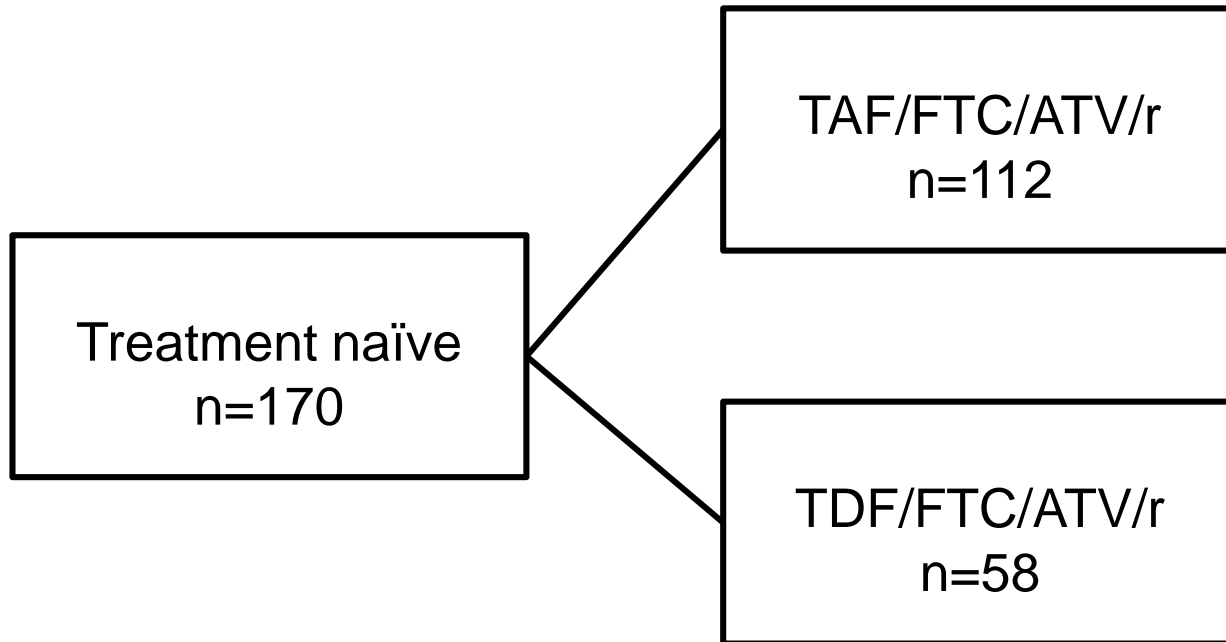 TAF/FTC/ATV/r
n=112
Treatment naïve
n=170
TDF/FTC/ATV/r
n=58